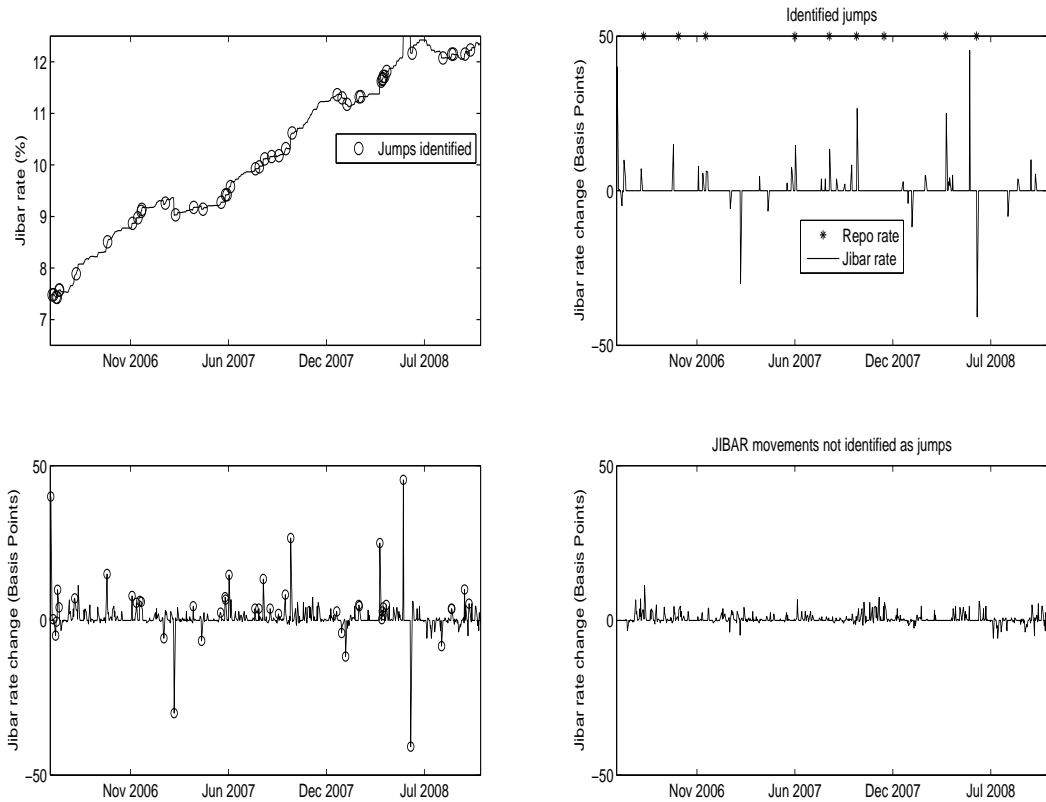 12
11
10
9
8
7
Jibar rate (%)
Jumps identified
Nov 2006
Jun 2007
Dec 2007
Jul 2008
Identified jumps
50
0
−50
Jibar rate change (Basis Points)
Repo rate
Jibar rate
Nov 2006
Jun 2007
Dec 2007
Jul 2008
50
0
−50
Jibar rate change (Basis Points)
Nov 2006
Jun 2007
Dec 2007
Jul 2008
JIBAR movements not identified as jumps
50
0
−50
Jibar rate change (Basis Points)
Nov 2006
Jun 2007
Dec 2007
Jul 2008